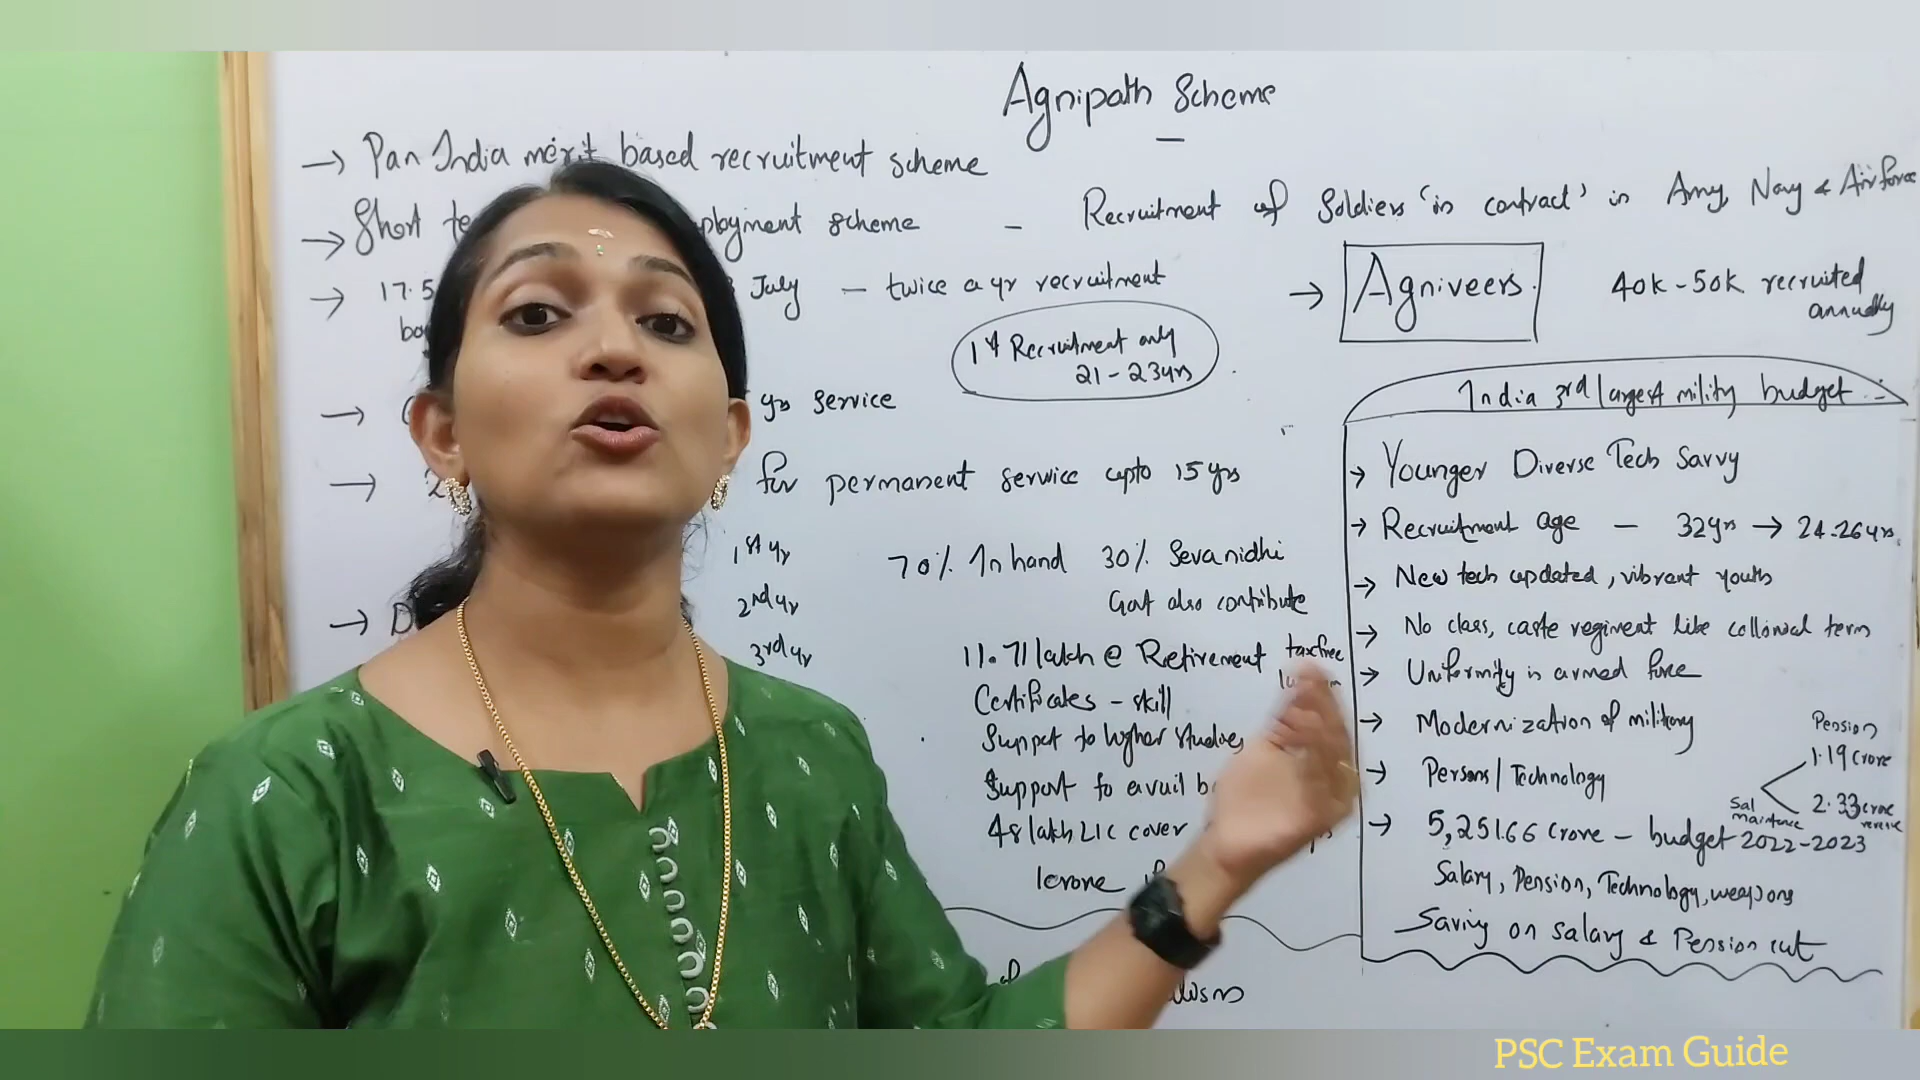 Agnipath Scheme
→ Pan India merit based recruitment scheme
→ Short ployment scheme - Recruitment of Soldiers 'in contract' in Army, Navy & Airforce
→ 17.5 July - twice a yr recruitment
→ Agniveers. 40k-50k recruited annually
1st Recruitment only
21-23yrs
→ yrs service
→ 2 for permanent service upto 15 yrs
→ D
1st yr
2nd yr
3rd yr
70% In hand 30% Sevanidhi
Govt also contribute
11.71 lakh @ Retirement taxfree
Certificates - skill
Support to higher studies
Support to avail
48 lakh LIC cover
1crore
India 3rd largest mility budget :-
→ Younger Diverse Tech Savvy
→ Recruitment age - 32yrs → 24-26yrs.
→ New tech updated, vibrant youths
→ No class, caste regiment like collonial term
→ Uniformity in armed force
→ Modernization of military
→ Persons/Technology
Pension
1.19 crore
Sal
2.33 crore
→ 5,25166 Crore - budget 2022-2023
Salary, Pension, Technology, weapons
Saving on salary & Pension cut
PSC Exam Guide